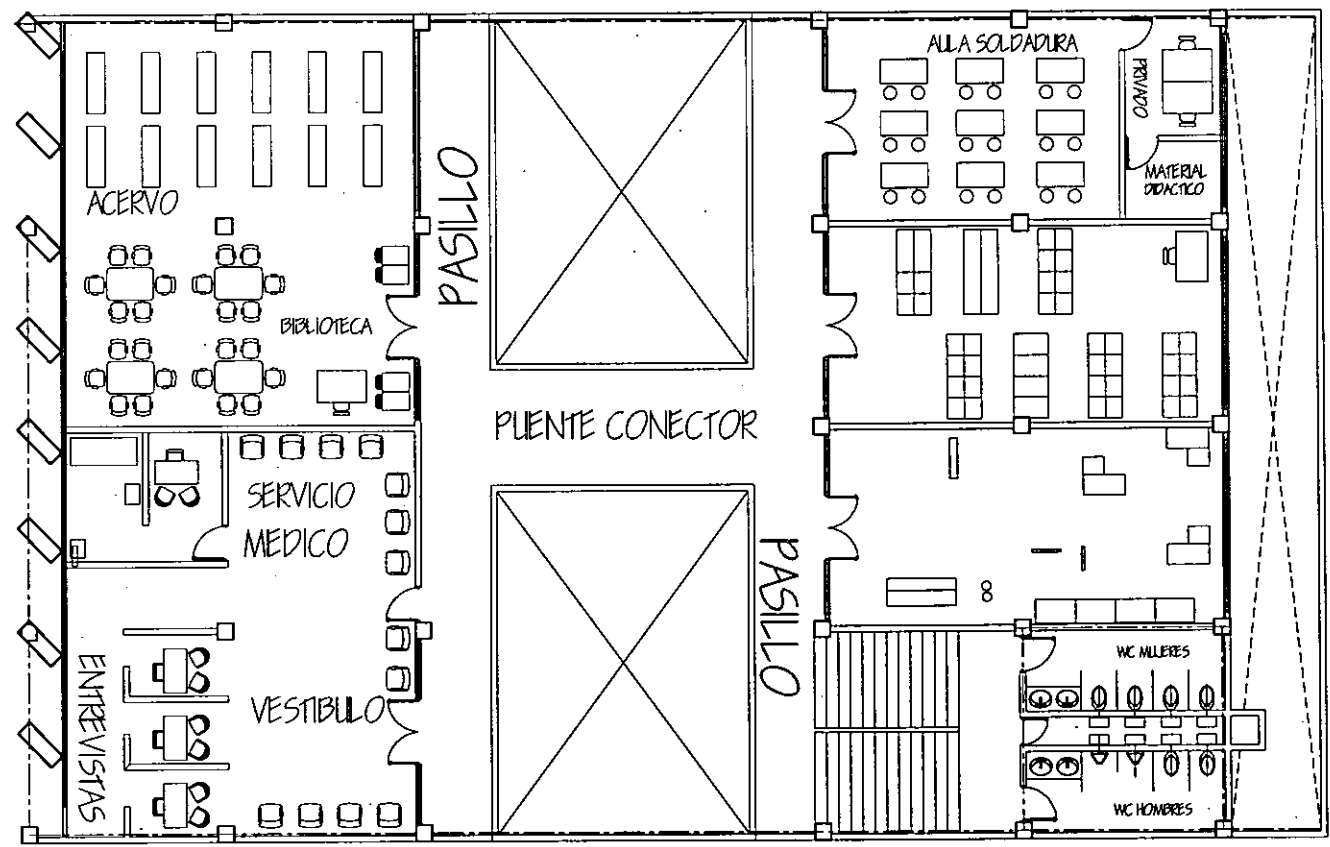 AULA SOLDADURA
PRIVADO
MATERIAL
DIDACTICO
ACERVO
PASILLO
BIBLIOTECA
PUENTE CONECTOR
SERVICIO
MEDICO
PASILLO
ENTREVISTAS
VESTIBULO
WC MUJERES
WC HOMBRES